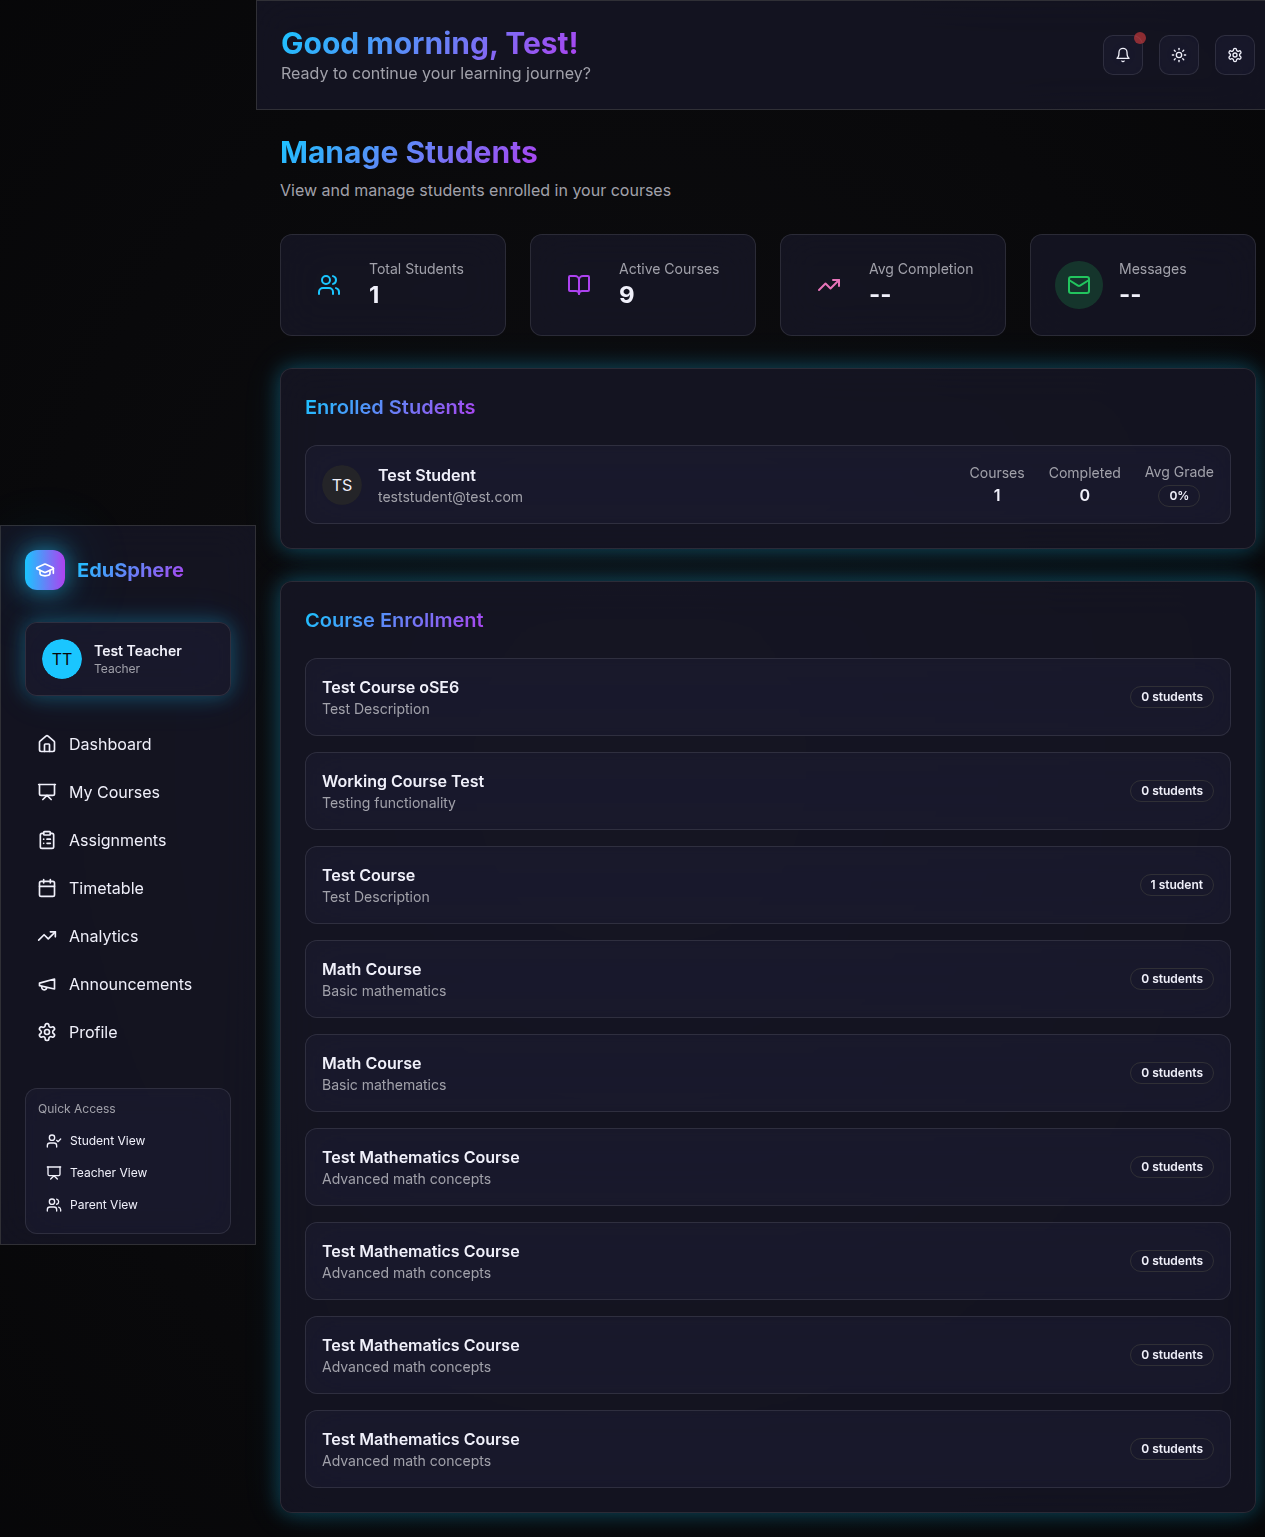 Good morning, Test!
Ready to continue your learning journey?
Manage Students
View and manage students enrolled in your courses
Total Students
1
Active Courses
9
Avg Completion
--
Messages
--
Enrolled Students
TS
Test Student
teststudent@test.com
Courses
1
Completed
0
Avg Grade
0%
EduSphere
TT
Test Teacher
Teacher
Dashboard
My Courses
Assignments
Timetable
Analytics
Announcements
Profile
Quick Access
Student View
Teacher View
Parent View
Course Enrollment
Test Course oSE6
Test Description
0 students
Working Course Test
Testing functionality
0 students
Test Course
Test Description
1 student
Math Course
Basic mathematics
0 students
Math Course
Basic mathematics
0 students
Test Mathematics Course
Advanced math concepts
0 students
Test Mathematics Course
Advanced math concepts
0 students
Test Mathematics Course
Advanced math concepts
0 students
Test Mathematics Course
Advanced math concepts
0 students